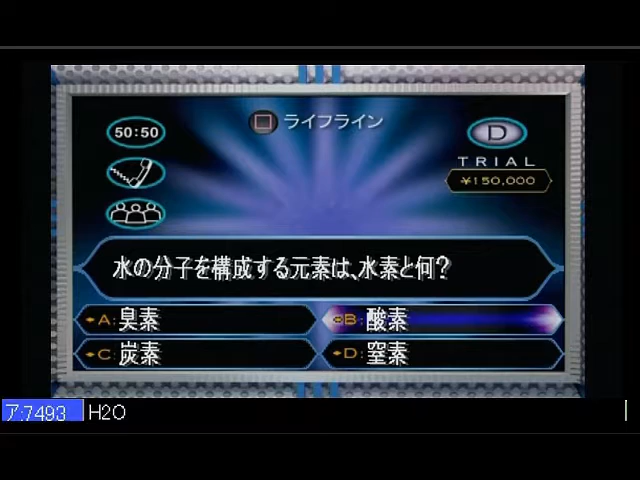 50:50
□ライフライン
D
TRIAL
¥150,000
水の分子を構成する元素は、水素と何?
A:臭素
B:酸素
C:炭素
D:窒素
ア:7493 H2O